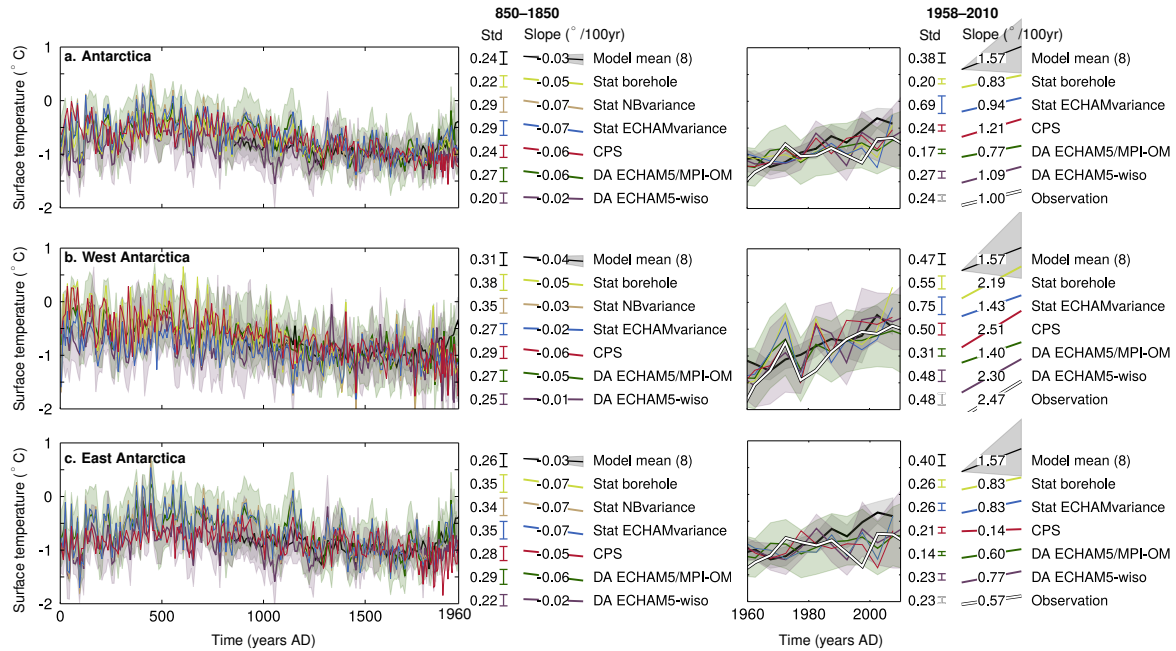 850–1850
1958–2010
Std Slope (°/100yr)
Std Slope (°/100yr)
Surface temperature (°C)
a. Antarctica
1
0
-1
-2
0.24 -0.03 Model mean (8)
0.22 -0.05 Stat borehole
0.29 -0.07 Stat NBvariance
0.29 -0.07 Stat ECHAMvariance
0.24 -0.06 CPS
0.27 -0.06 DA ECHAM5/MPI-OM
0.20 -0.02 DA ECHAM5-wiso
0.38 1.57 Model mean (8)
0.20 0.83 Stat borehole
0.69 0.94 Stat ECHAMvariance
0.24 1.21 CPS
0.17 0.77 DA ECHAM5/MPI-OM
0.27 1.09 DA ECHAM5-wiso
0.24 1.00 Observation
Surface temperature (°C)
b. West Antarctica
1
0
-1
-2
0.31 -0.04 Model mean (8)
0.38 -0.05 Stat borehole
0.35 -0.03 Stat NBvariance
0.27 -0.02 Stat ECHAMvariance
0.29 -0.06 CPS
0.27 -0.05 DA ECHAM5/MPI-OM
0.25 -0.01 DA ECHAM5-wiso
0.47 1.57 Model mean (8)
0.55 2.19 Stat borehole
0.75 1.43 Stat ECHAMvariance
0.50 2.51 CPS
0.31 1.40 DA ECHAM5/MPI-OM
0.48 2.30 DA ECHAM5-wiso
0.48 2.47 Observation
Surface temperature (°C)
c. East Antarctica
1
0
-1
-2
0.26 -0.03 Model mean (8)
0.35 -0.07 Stat borehole
0.34 -0.07 Stat NBvariance
0.35 -0.07 Stat ECHAMvariance
0.28 -0.05 CPS
0.29 -0.06 DA ECHAM5/MPI-OM
0.22 -0.02 DA ECHAM5-wiso
0.40 1.57 Model mean (8)
0.26 0.83 Stat borehole
0.26 0.83 Stat ECHAMvariance
0.21 0.14 CPS
0.14 0.60 DA ECHAM5/MPI-OM
0.23 0.77 DA ECHAM5-wiso
0.23 0.57 Observation
0 500 1000 1500 1960
1960 1980 2000
Time (years AD)
Time (years AD)